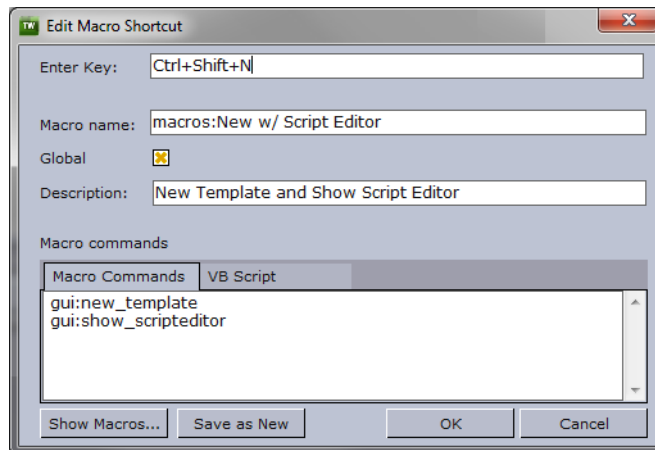 TW Edit Macro Shortcut
Enter Key: Ctrl+Shift+N
Macro name: macros:New w/ Script Editor
Global
Description: New Template and Show Script Editor
Macro commands
Macro Commands VB Script
gui:new_template
gui:show_scripteditor
Show Macros... Save as New OK Cancel